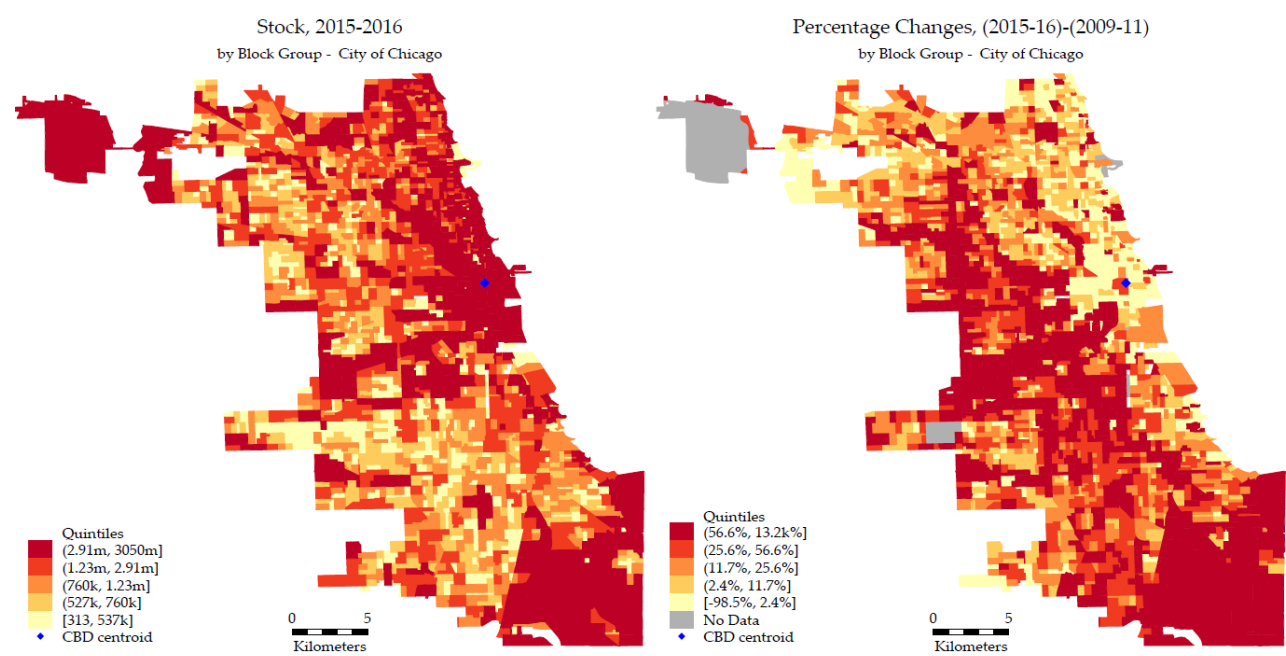 Stock, 2015-2016
by Block Group - City of Chicago
Quintiles
(2.91m, 3050m]
(1.23m, 2.91m]
(760k, 1.23m]
(527k, 760k]
[313, 537k]
CBD centroid
0 5
Kilometers
Percentage Changes, (2015-16)-(2009-11)
by Block Group - City of Chicago
Quintiles
(56.6%, 13.2k%]
(25.6%, 56.6%]
(11.7%, 25.6%]
(2.4%, 11.7%]
[-98.5%, 2.4%]
No Data
CBD centroid
0 5
Kilometers